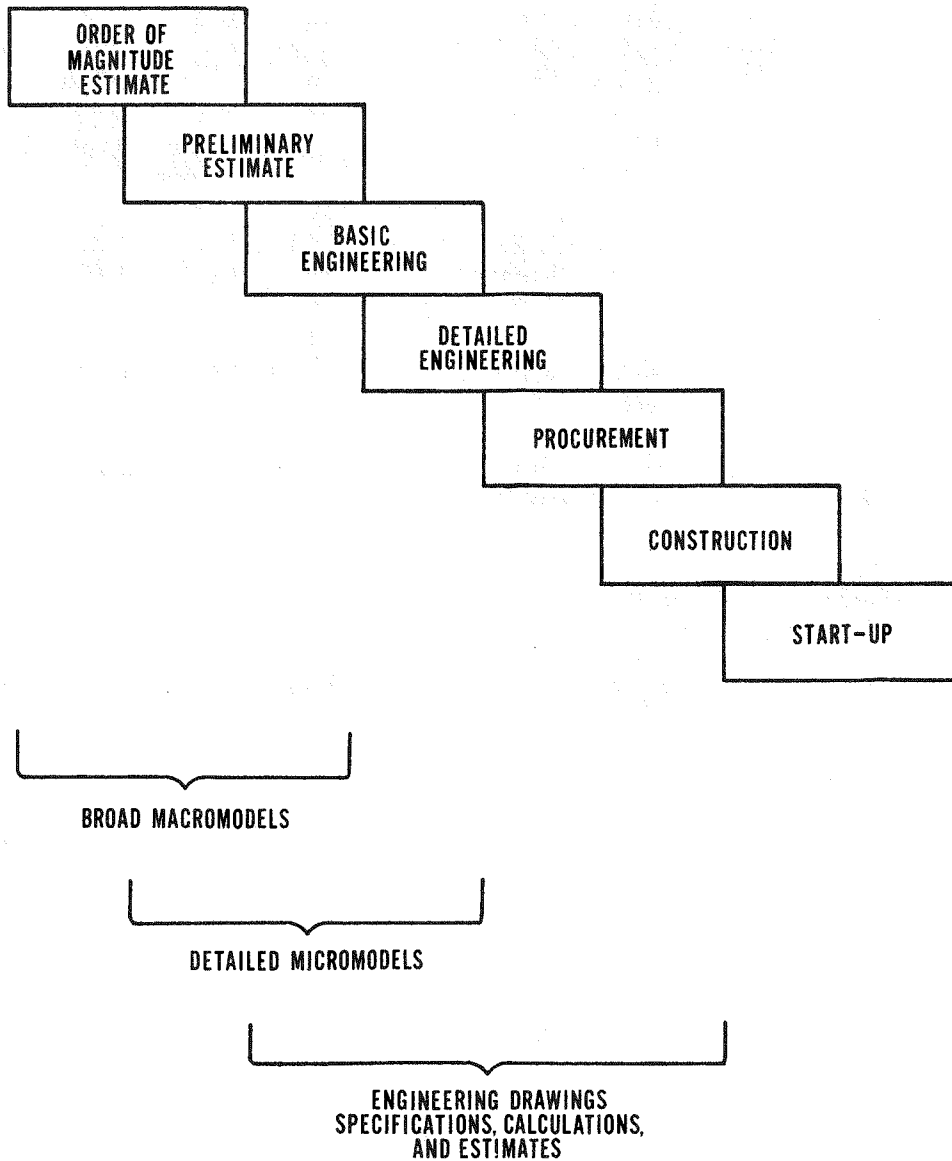 ORDER OF
MAGNITUDE
ESTIMATE
PRELIMINARY
ESTIMATE
BASIC
ENGINEERING
DETAILED
ENGINEERING
PROCUREMENT
CONSTRUCTION
START-UP
BROAD MACROMODELS
DETAILED MICROMODELS
ENGINEERING DRAWINGS
SPECIFICATIONS, CALCULATIONS,
AND ESTIMATES